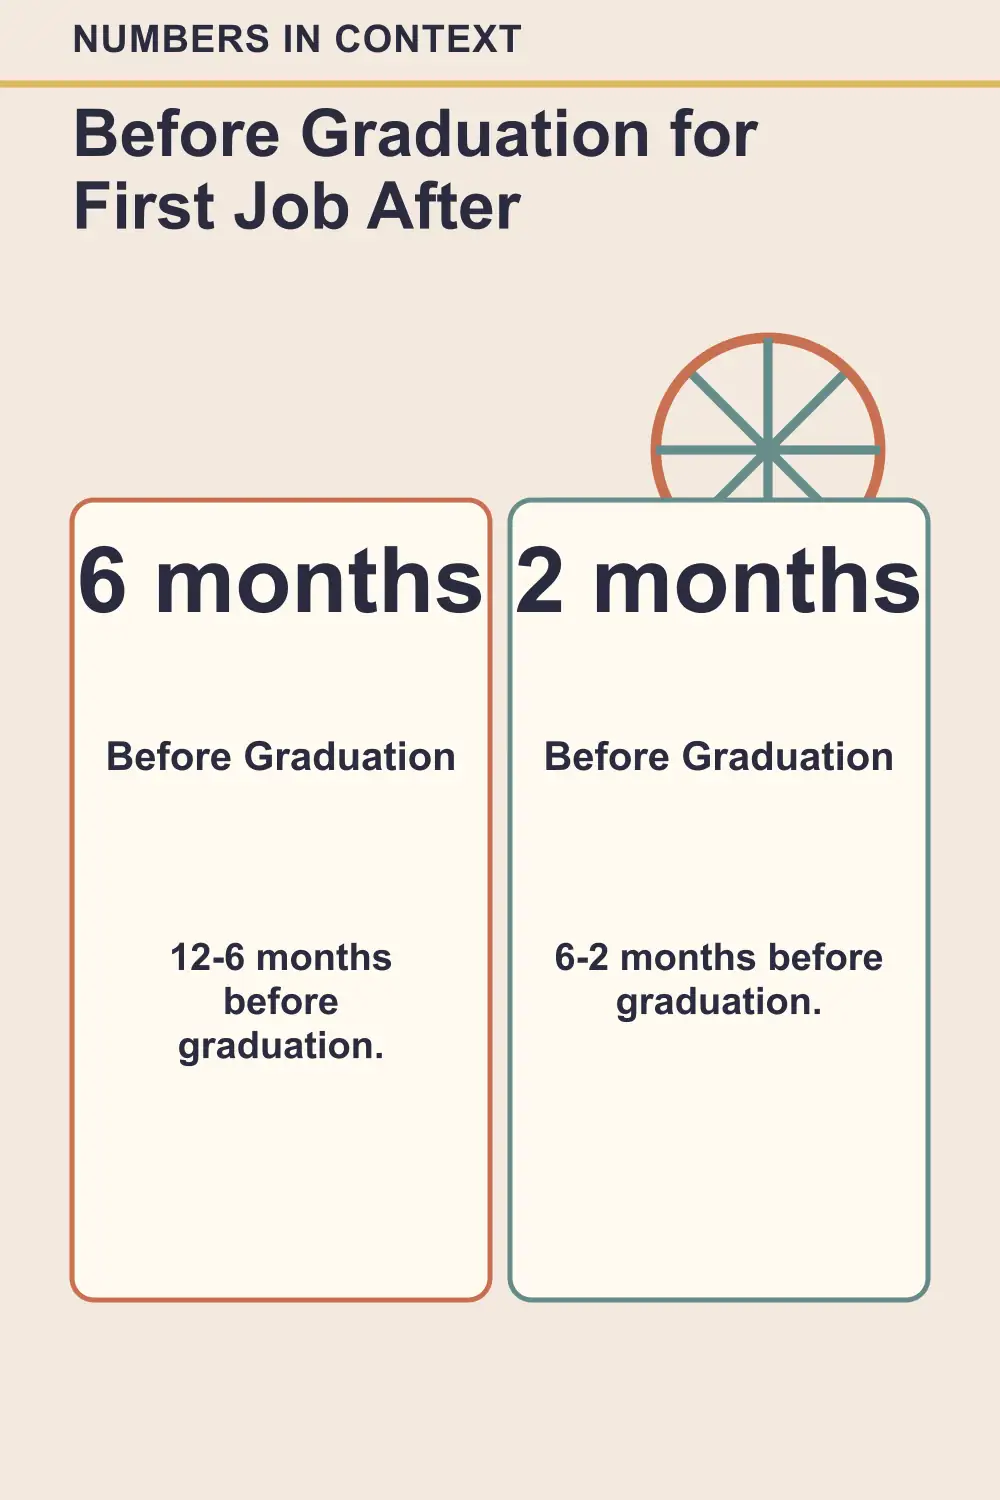 NUMBERS IN CONTEXT
Before Graduation for
First Job After
6 months
Before Graduation
12-6 months
before
graduation.
2 months
Before Graduation
6-2 months before
graduation.